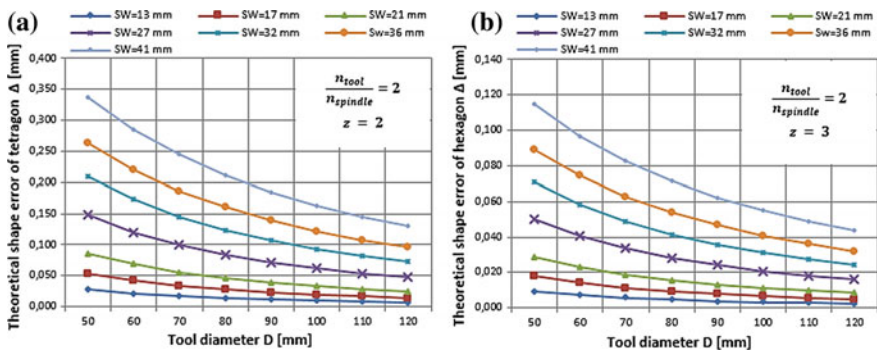 (a)
SW=13 mm SW=17 mm SW=21 mm
SW=27 mm SW=32 mm Sw=36 mm
SW=41 mm
Theoretical shape error of tetragon Δ [mm]
0,400
0,350
0,300
0,250
0,200
0,150
0,100
0,050
0,000
n_tool
n_spindle = 2
z = 2
50 60 70 80 90 100 110 120
Tool diameter D [mm]
(b)
SW=13 mm SW=17 mm SW=21 mm
SW=27 mm SW=32 mm Sw=36 mm
SW=41 mm
Theoretical shape error of hexagon Δ [mm]
0,140
0,120
0,100
0,080
0,060
0,040
0,020
0,000
n_tool
n_spindle = 2
z = 3
50 60 70 80 90 100 110 120
Tool diameter D [mm]